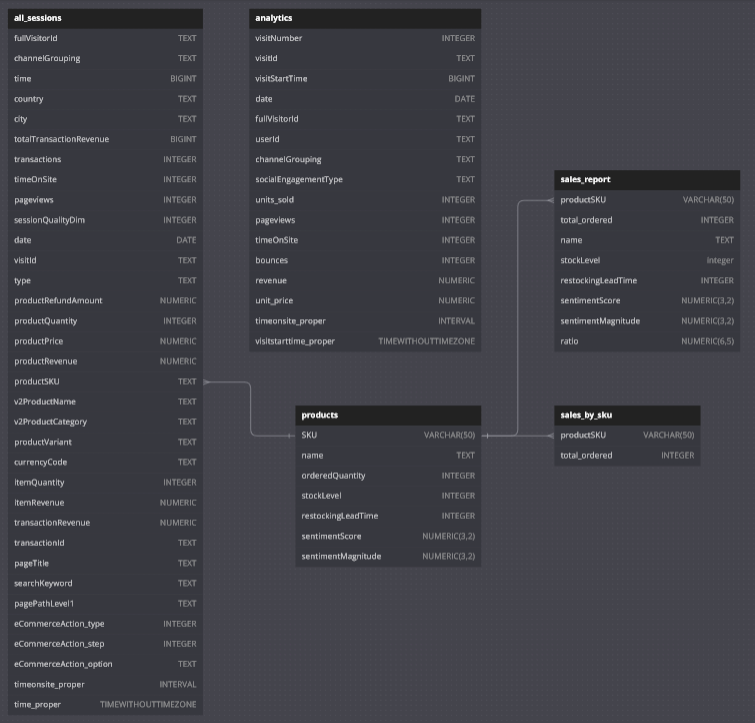 all_sessions
fullVisitorId TEXT
channelGrouping TEXT
time BIGINT
country TEXT
city TEXT
totalTransactionRevenue BIGINT
transactions INTEGER
timeOnSite INTEGER
pageviews INTEGER
sessionQualityDim INTEGER
date DATE
visitId TEXT
type TEXT
productRefundAmount NUMERIC
productQuantity INTEGER
productPrice NUMERIC
productRevenue NUMERIC
productSKU TEXT
v2ProductName TEXT
v2ProductCategory TEXT
productVariant TEXT
currencyCode TEXT
itemQuantity INTEGER
itemRevenue NUMERIC
transactionRevenue NUMERIC
transactionId TEXT
pageTitle TEXT
searchKeyword TEXT
pagePathLevel1 TEXT
eCommerceAction_type INTEGER
eCommerceAction_step INTEGER
eCommerceAction_option TEXT
timeonsite_proper INTERVAL
time_proper TIMEWITHOUTTIMEZONE
analytics
visitNumber INTEGER
visitId TEXT
visitStartTime BIGINT
date DATE
fullVisitorId TEXT
userId TEXT
channelGrouping TEXT
socialEngagementType TEXT
units_sold INTEGER
pageviews INTEGER
timeOnSite INTEGER
bounces INTEGER
revenue NUMERIC
unit_price NUMERIC
timeonsite_proper INTERVAL
visitstarttime_proper TIMEWITHOUTTIMEZONE
products
SKU VARCHAR(50)
name TEXT
orderedQuantity INTEGER
stockLevel INTEGER
restockingLeadTime INTEGER
sentimentScore NUMERIC(3,2)
sentimentMagnitude NUMERIC(3,2)
sales_report
productSKU VARCHAR(50)
total_ordered INTEGER
name TEXT
stockLevel integer
restockingLeadTime INTEGER
sentimentScore NUMERIC(3,2)
sentimentMagnitude NUMERIC(3,2)
ratio NUMERIC(6,5)
sales_by_sku
productSKU VARCHAR(50)
total_ordered INTEGER